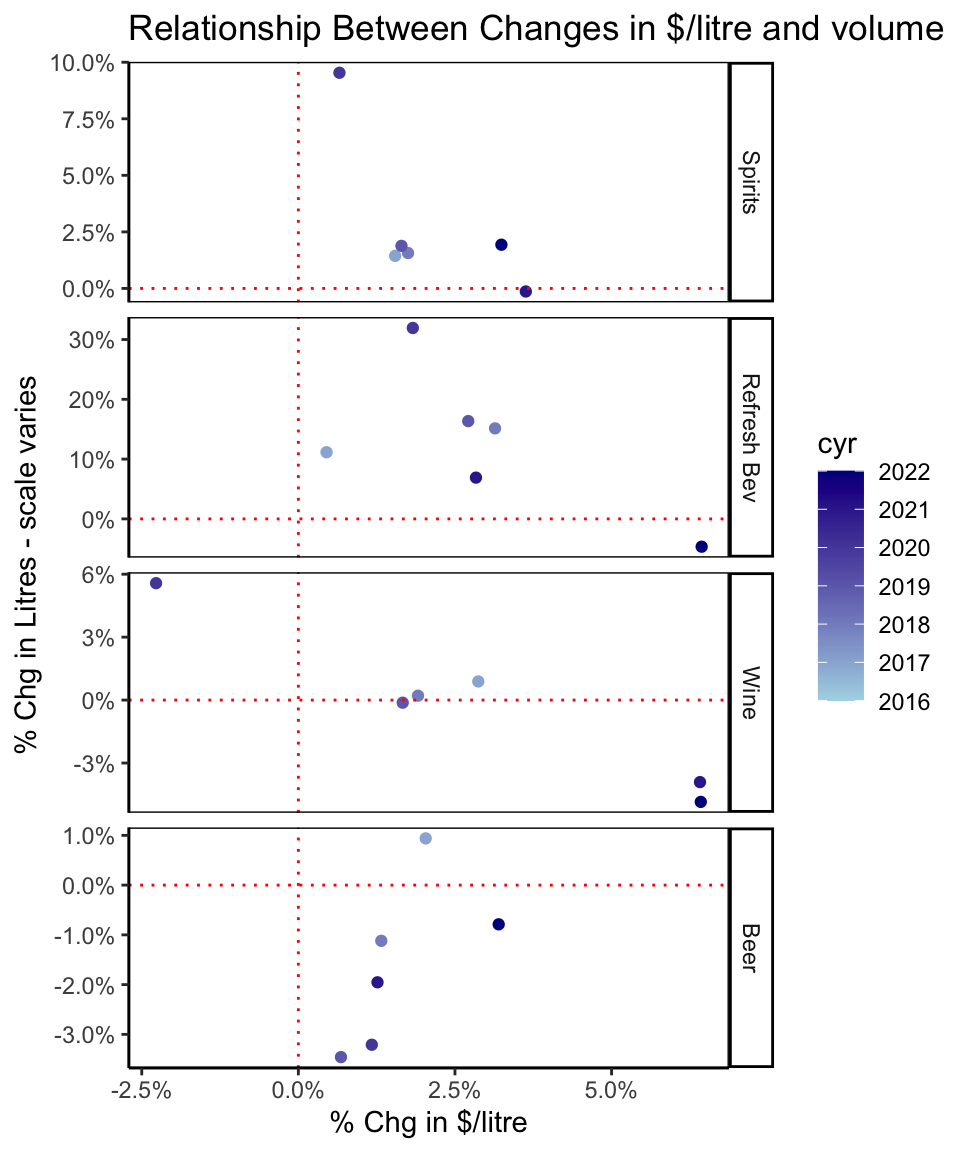 Relationship Between Changes in $/litre and volume
% Chg in Litres - scale varies
10.0%
7.5%
5.0%
2.5%
0.0%
Spirits
30%
20%
10%
0%
Refresh Bev
6%
3%
0%
-3%
Wine
1.0%
0.0%
-1.0%
-2.0%
-3.0%
Beer
-2.5% 0.0% 2.5% 5.0%
% Chg in $/litre
cyr
2022
2021
2020
2019
2018
2017
2016